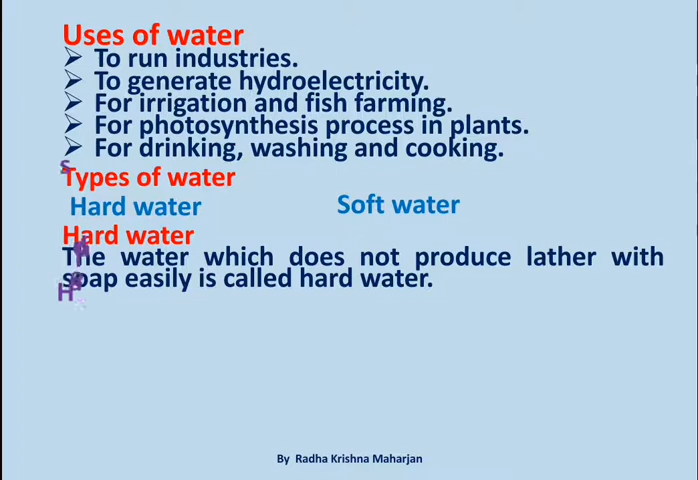 Uses of water
➢ To run industries.
➢ To generate hydroelectricity.
➢ For irrigation and fish farming.
➢ For photosynthesis process in plants.
➢ For drinking, washing and cooking.
Types of water
Hard water Soft water
Hard water
The water which does not produce lather with
soap easily is called hard water.
By Radha Krishna Maharjan